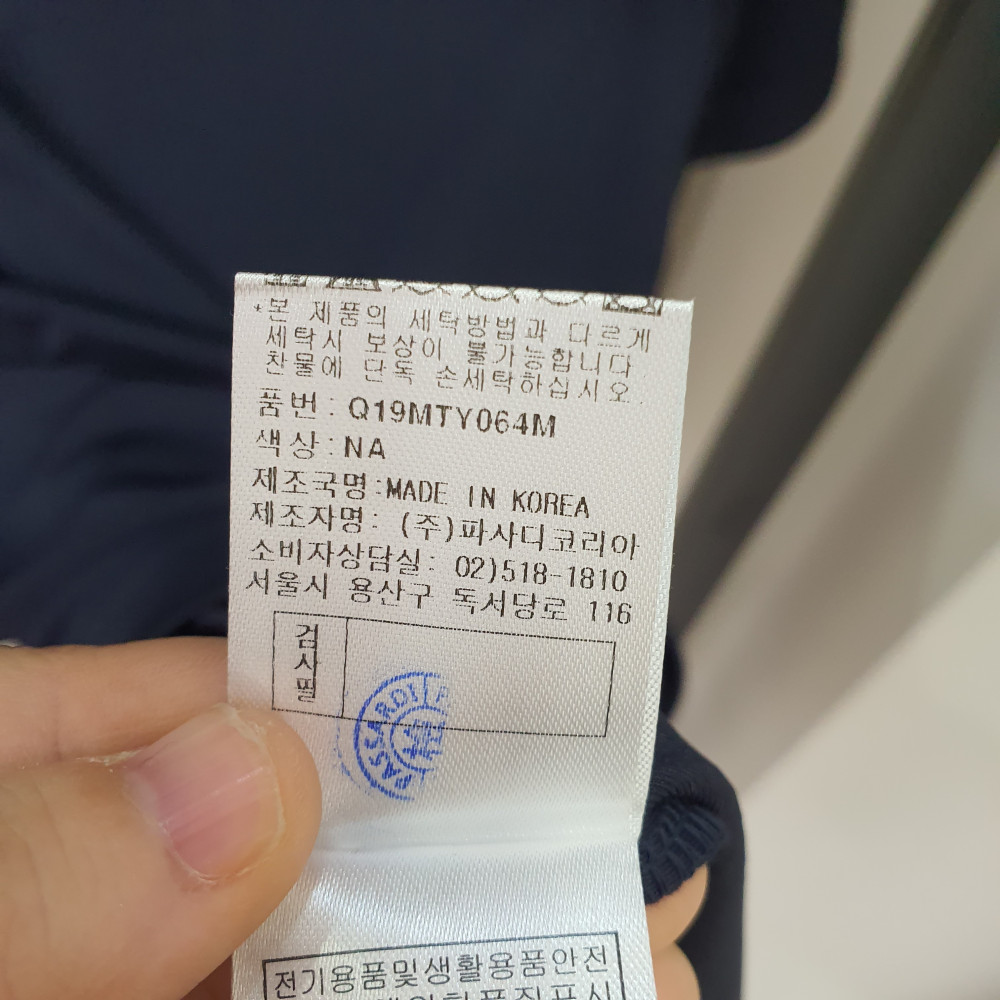 *본 제품의 세탁방법과 다르게
세탁시 보상이 불가능합니다
찬물에 단독 손세탁하십시오.
품번: Q19MTY064M
색상:NA
제조국명:MADE IN KOREA
제조자명: (주)파사디코리아
소비자상담실: 02)518-1810
서울시 용산구 독서당로 116
검사필
PASSARDI
전기용품및생활용품안전